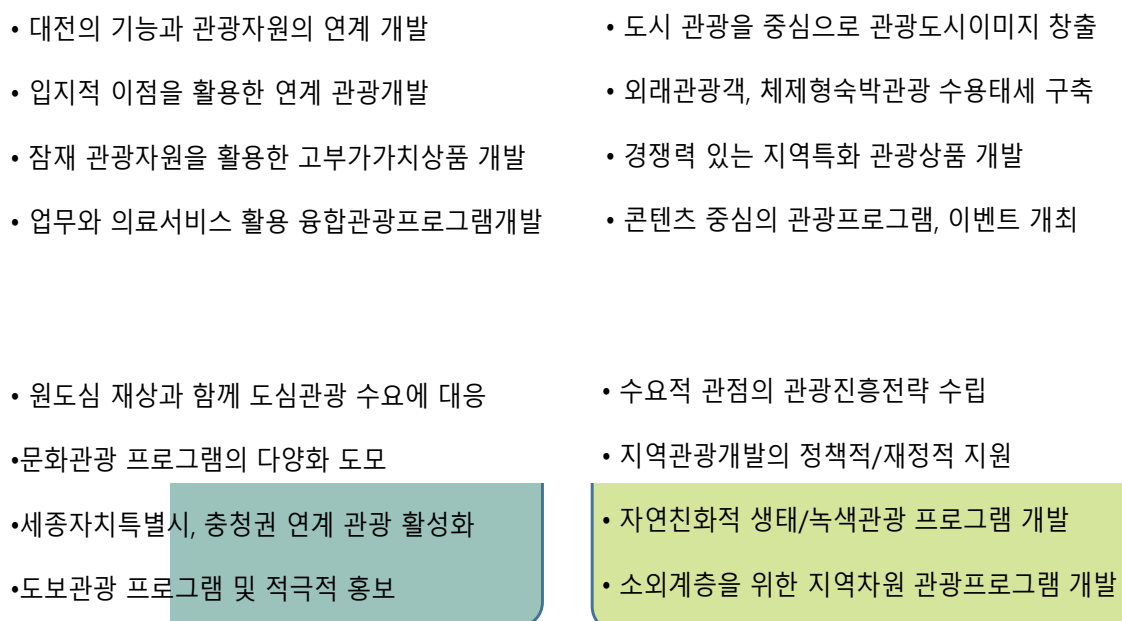 • 대전의 기능과 관광자원의 연계 개발
• 입지적 이점을 활용한 연계 관광개발
• 잠재 관광자원을 활용한 고부가가치상품 개발
• 업무와 의료서비스 활용 융합관광프로그램개발
• 도시 관광을 중심으로 관광도시이미지 창출
• 외래관광객, 체제형숙박관광 수용태세 구축
• 경쟁력 있는 지역특화 관광상품 개발
• 콘텐츠 중심의 관광프로그램, 이벤트 개최
• 원도심 재상과 함께 도심관광 수요에 대응
•문화관광 프로그램의 다양화 도모
•세종자치특별시, 충청권 연계 관광 활성화
•도보관광 프로그램 및 적극적 홍보
• 수요적 관점의 관광진흥전략 수립
• 지역관광개발의 정책적/재정적 지원
• 자연친화적 생태/녹색관광 프로그램 개발
• 소외계층을 위한 지역차원 관광프로그램 개발